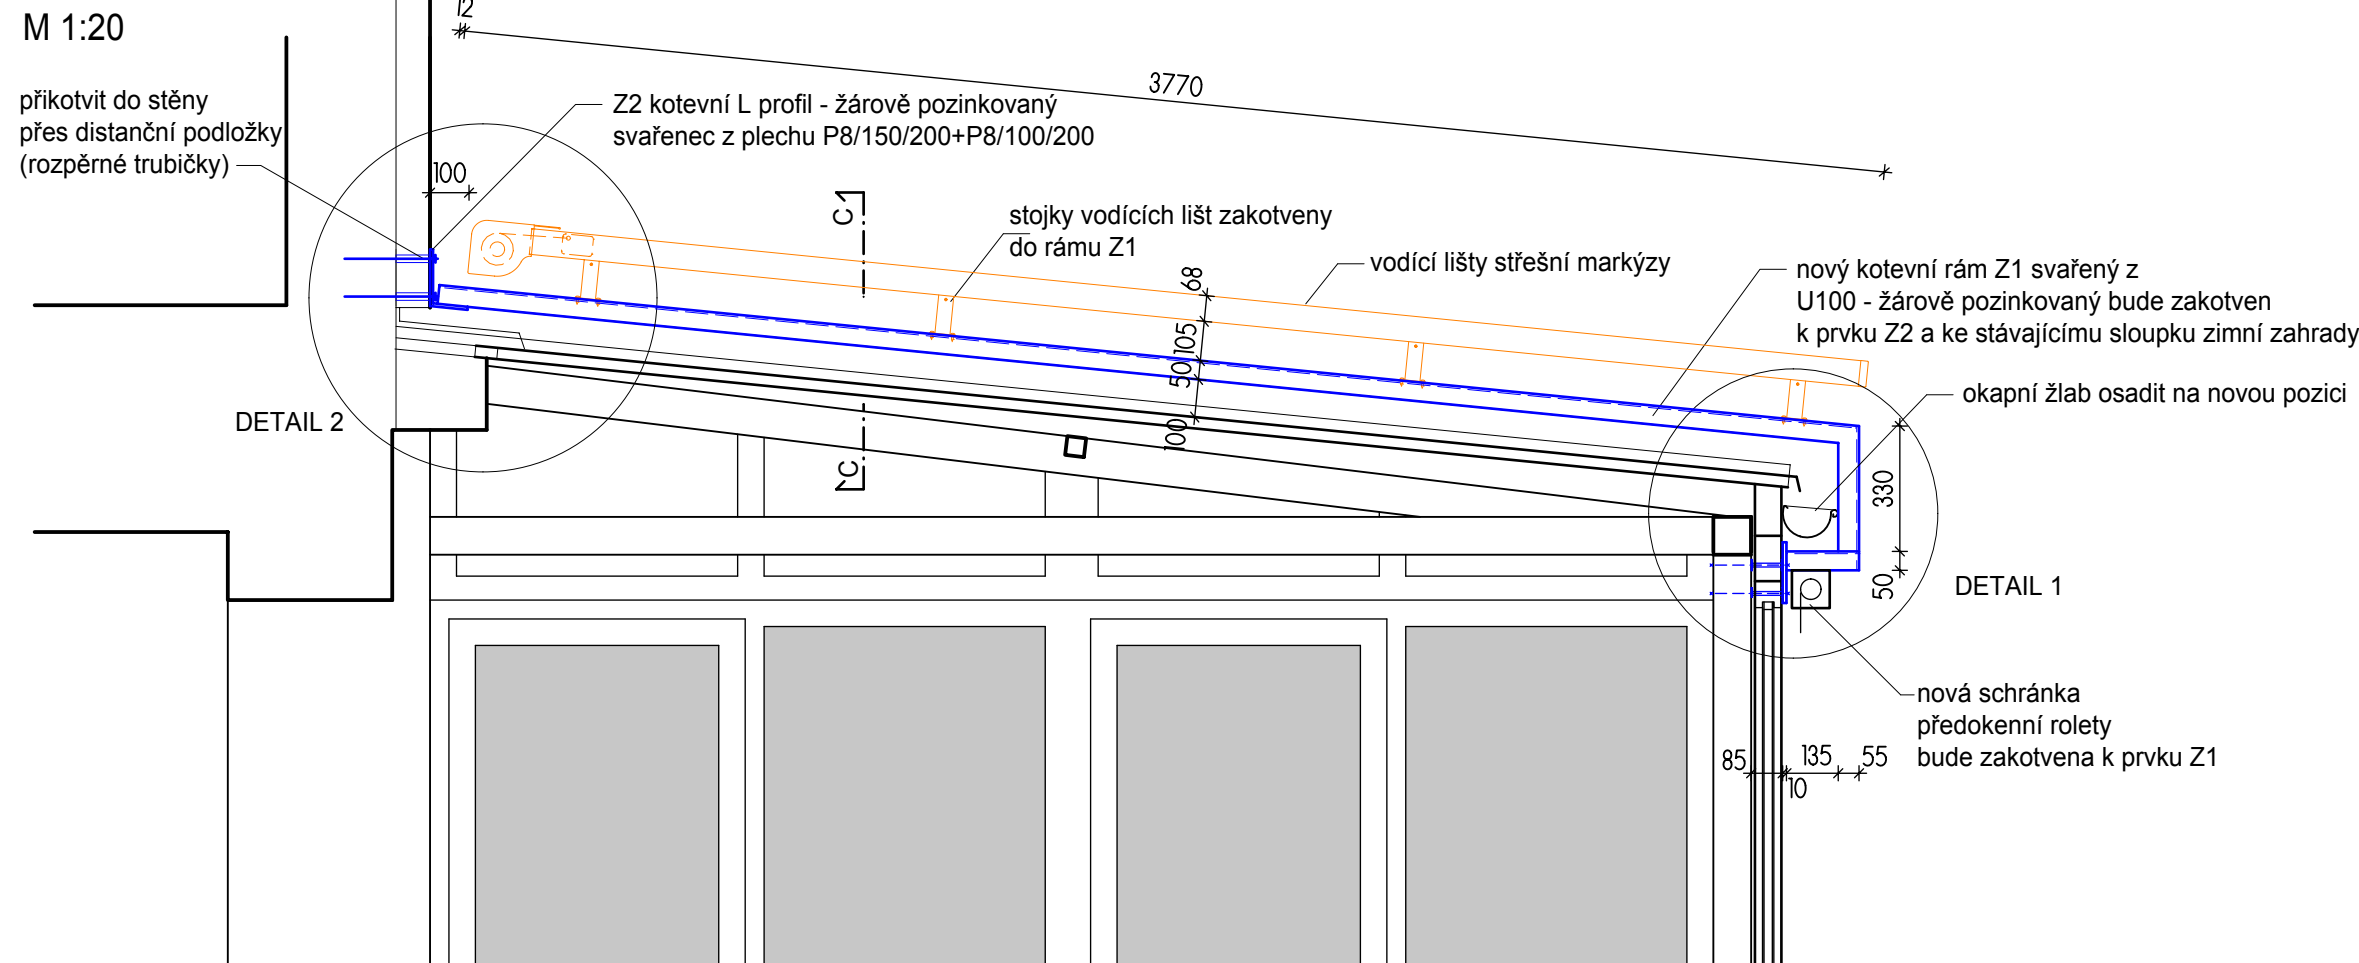 M 1:20
12
3770
přikotvit do stěny
přes distanční podložky
(rozpěrné trubičky)
Z2 kotevní L profil - žárově pozinkovaný
svařenec z plechu P8/150/200+P8/100/200
100
C
stojky vodících lišt zakotveny
do rámu Z1
vodící lišty střešní markýzy
nový kotevní rám Z1 svařený z
U100 - žárově pozinkovaný bude zakotven
k prvku Z2 a ke stávajícímu sloupku zimní zahrady
68
105
50
100
okapní žlab osadit na novou pozici
DETAIL 2
C
330
50
DETAIL 1
nová schránka
předokenní rolety
bude zakotvena k prvku Z1
85
135
55
10